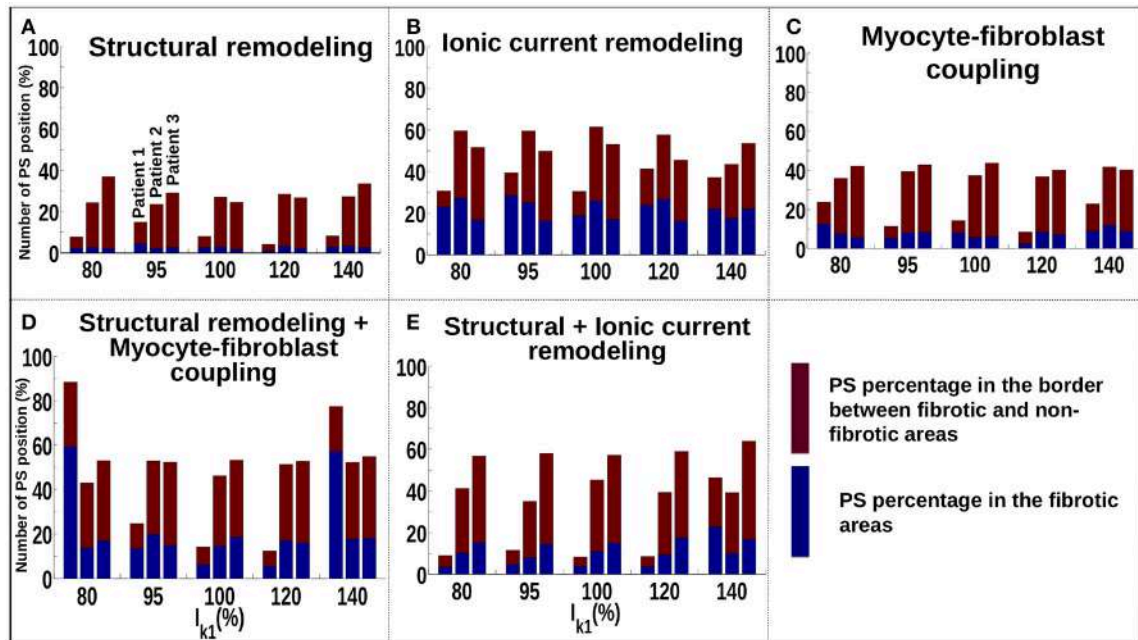 A
Structural remodeling
Number of PS position (%)
100
80
60
40
20
0
Patient 1
Patient 2
Patient 3
80 95 100 120 140
B
Ionic current remodeling
100
80
60
40
20
0
80 95 100 120 140
C
Myocyte-fibroblast
coupling
100
80
60
40
20
0
80 95 100 120 140
D
Structural remodeling +
Myocyte-fibroblast
coupling
Number of PS position (%)
100
80
60
40
20
0
80 95 100 120 140
Ik1(%)
E
Structural + Ionic current
remodeling
100
80
60
40
20
0
80 95 100 120 140
Ik1(%)
PS percentage in the border
between fibrotic and non-
fibrotic areas
PS percentage in the fibrotic
areas